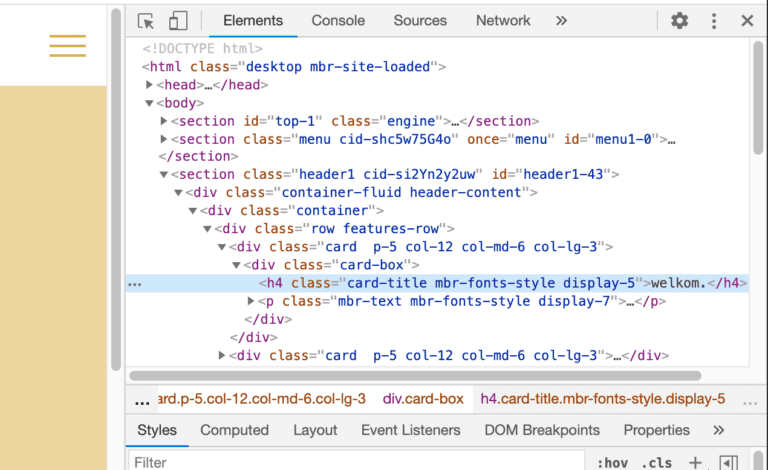 Elements Console Sources Network »
<!DOCTYPE html>
<html class="desktop mbr-site-loaded">
<head>…</head>
<body>
<section id="top-1" class="engine">…</section>
<section class="menu cid-shc5w75G4o" once="menu" id="menu1-0">…
</section>
<section class="header1 cid-si2Yn2y2uw" id="header1-43">
<div class="container-fluid header-content">
<div class="container">
<div class="row features-row">
<div class="card  p-5 col-12 col-md-6 col-lg-3">
<div class="card-box">
… <h4 class="card-title mbr-fonts-style display-5">welkom.</h4>
<p class="mbr-text mbr-fonts-style display-7">…</p>
</div>
</div>
<div class="card  p-5 col-12 col-md-6 col-lg-3">…</div>
… ard.p-5.col-12.col-md-6.col-lg-3 div.card-box h4.card-title.mbr-fonts-style.display-5 …
Styles Computed Layout Event Listeners DOM Breakpoints Properties »
Filter :hov .cls +